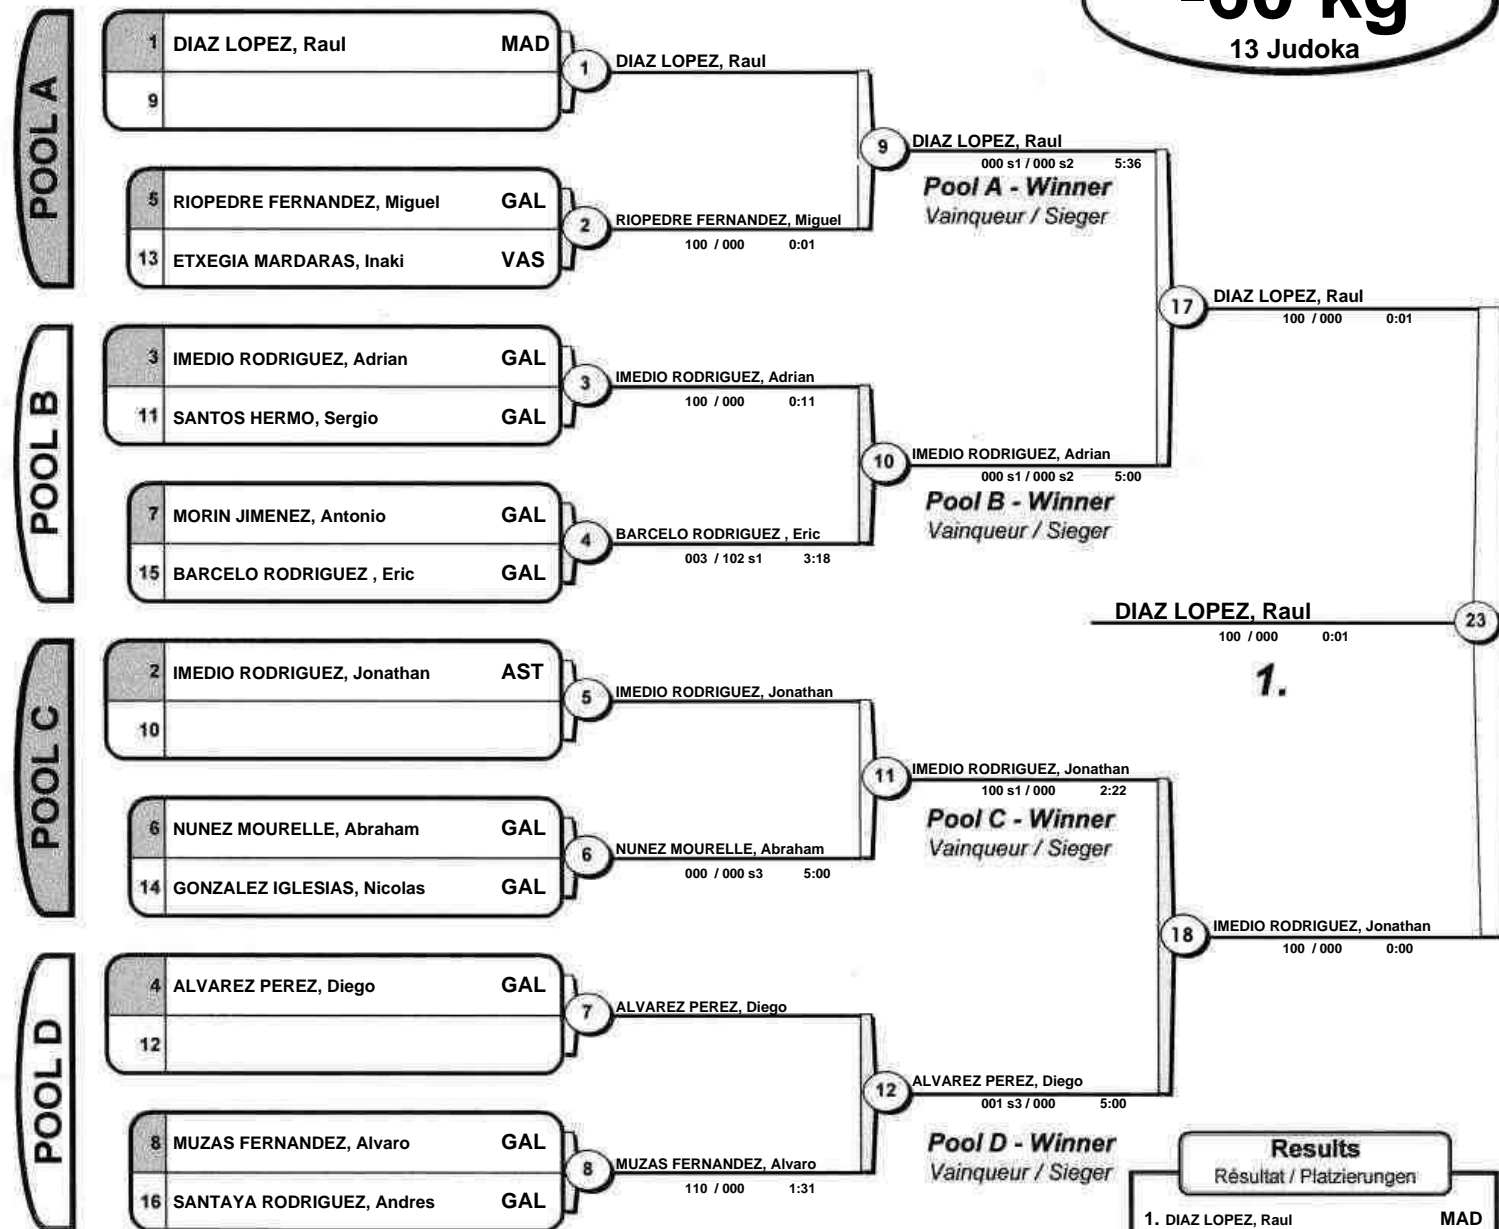 -60 kg
13 Judoka
POOL A
1 DIAZ LOPEZ, Raul MAD
9
5 RIOPEDRE FERNANDEZ, Miguel GAL
13 ETXEGIA MARDARAS, Inaki VAS
POOL B
3 IMEDIO RODRIGUEZ, Adrian GAL
11 SANTOS HERMO, Sergio GAL
7 MORIN JIMENEZ, Antonio GAL
15 BARCELO RODRIGUEZ , Eric GAL
POOL C
2 IMEDIO RODRIGUEZ, Jonathan AST
10
6 NUNEZ MOURELLE, Abraham GAL
14 GONZALEZ IGLESIAS, Nicolas GAL
POOL D
4 ALVAREZ PEREZ, Diego GAL
12
8 MUZAS FERNANDEZ, Alvaro GAL
16 SANTAYA RODRIGUEZ, Andres GAL
1 DIAZ LOPEZ, Raul
2 RIOPEDRE FERNANDEZ, Miguel
100 / 000 0:01
3 IMEDIO RODRIGUEZ, Adrian
100 / 000 0:11
4 BARCELO RODRIGUEZ , Eric
003 / 102 s1 3:18
5 IMEDIO RODRIGUEZ, Jonathan
6 NUNEZ MOURELLE, Abraham
000 / 000 s3 5:00
7 ALVAREZ PEREZ, Diego
8 MUZAS FERNANDEZ, Alvaro
110 / 000 1:31
9 DIAZ LOPEZ, Raul
000 s1 / 000 s2 5:36
Pool A - Winner
Vainqueur / Sieger
10 IMEDIO RODRIGUEZ, Adrian
000 s1 / 000 s2 5:00
Pool B - Winner
Vainqueur / Sieger
11 IMEDIO RODRIGUEZ, Jonathan
100 s1 / 000 2:22
Pool C - Winner
Vainqueur / Sieger
12 ALVAREZ PEREZ, Diego
001 s3 / 000 5:00
Pool D - Winner
Vainqueur / Sieger
17 DIAZ LOPEZ, Raul
100 / 000 0:01
18 IMEDIO RODRIGUEZ, Jonathan
100 / 000 0:00
DIAZ LOPEZ, Raul 23
100 / 000 0:01
1.
Results
Résultat / Platzierungen
1. DIAZ LOPEZ, Raul MAD